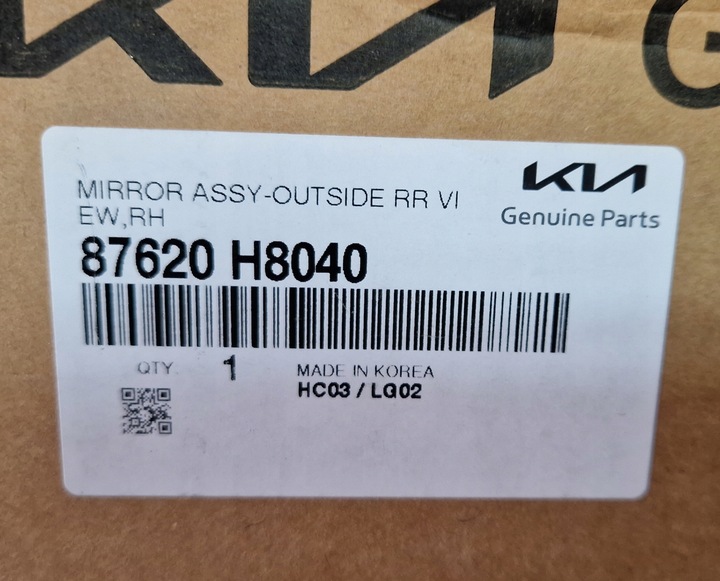 KIA G
MIRROR ASSY-OUTSIDE RR VI
EW,RH
KIA
Genuine Parts
87620 H8040
QTY 1 MADE IN KOREA
HC03 / LQ02